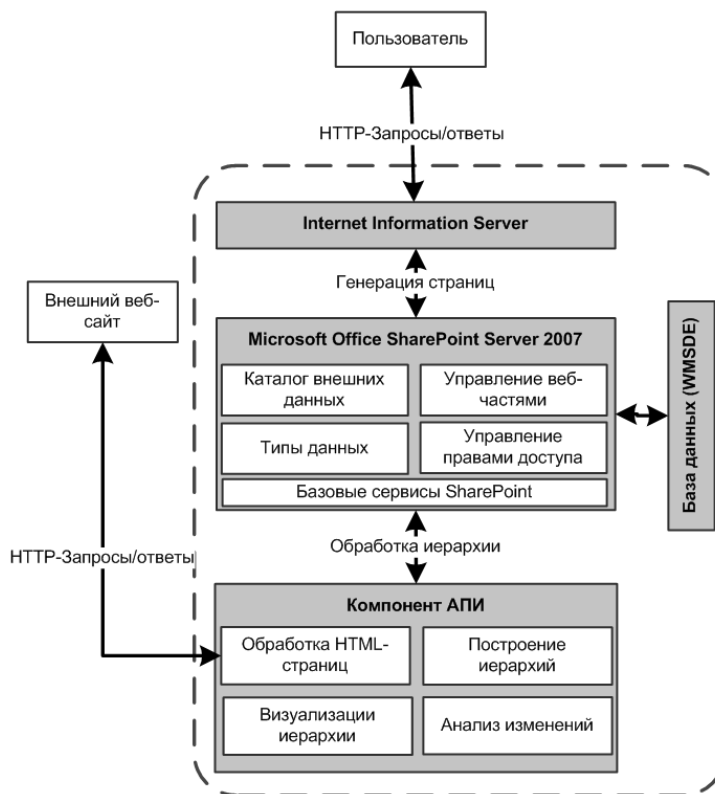 Пользователь
HTTP-Запросы/ответы
Internet Information Server
Генерация страниц
Внешний веб-
сайт
Microsoft Office SharePoint Server 2007
Каталог внешних
данных
Управление веб-
частями
Типы данных
Управление
правами доступа
Базовые сервисы SharePoint
База данных (WMSDE)
HTTP-Запросы/ответы
Обработка иерархии
Компонент АПИ
Обработка HTML-
страниц
Построение
иерархий
Визуализации
иерархии
Анализ изменений